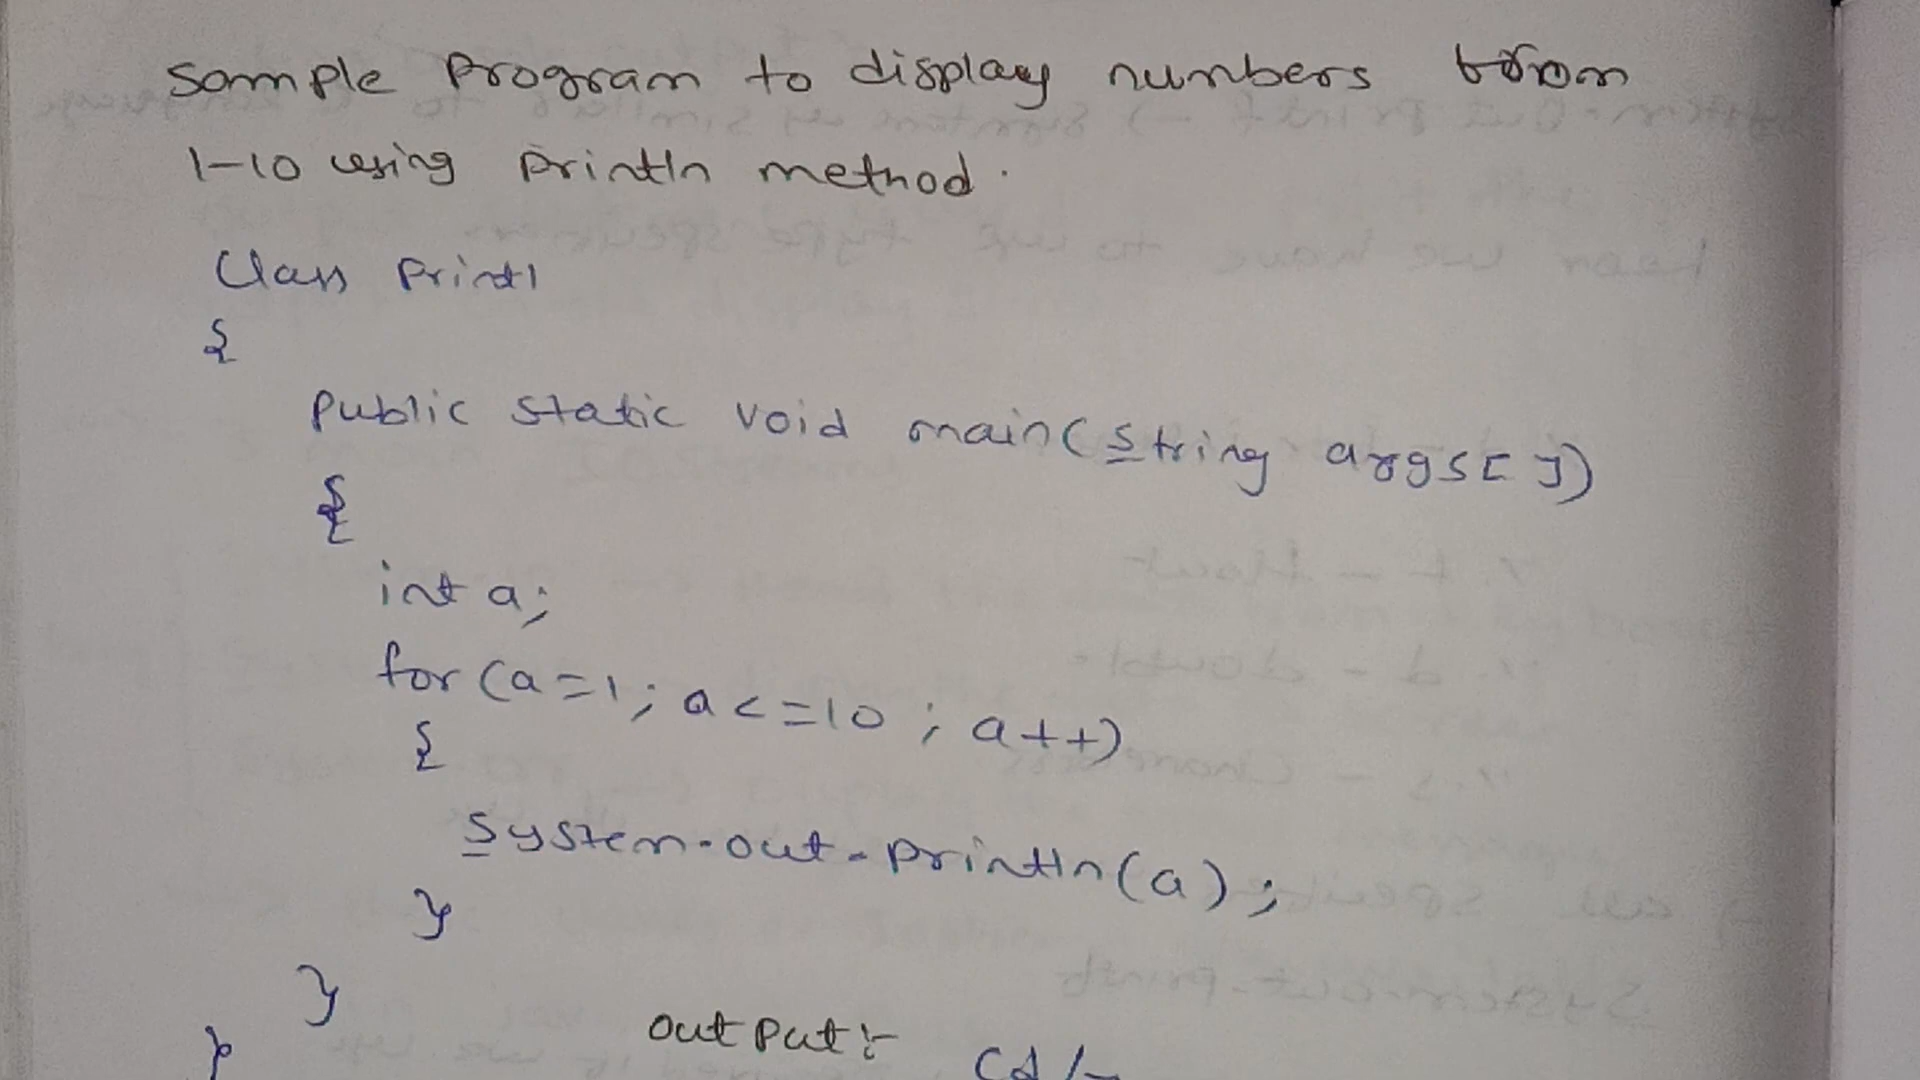 Sample Program to display numbers from
1-10 using println method.
Class Print1
{
Public static void main(String args[])
{
int a;
for (a=1; a<=10; a++)
{
System.out.println(a);
}
}
}
output:-
cd /-